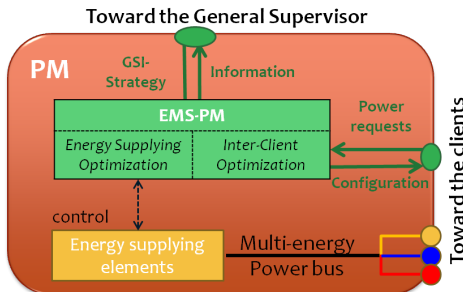 Toward the General Supervisor
PM
GSI-
Strategy
Information
EMS-PM
Energy Supplying
Optimization
Inter-Client
Optimization
Power
requests
Configuration
Toward the clients
control
Energy supplying
elements
Multi-energy
Power bus